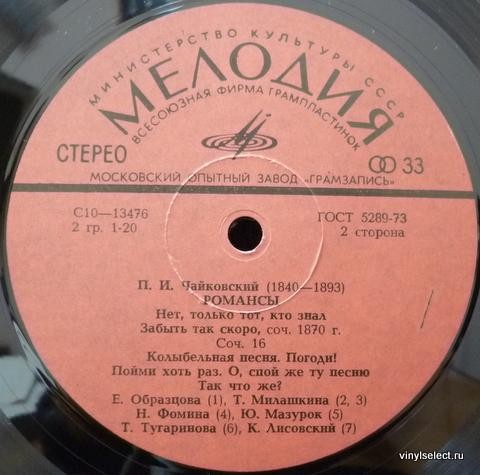 МИНИСТЕРСТВО КУЛЬТУРЫ СССР
МЕЛОДИЯ
ВСЕСОЮЗНАЯ ФИРМА ГРАМПЛАСТИНОК
СТЕРЕО
33
МОСКОВСКИЙ ОПЫТНЫЙ ЗАВОД «ГРАМЗАПИСЬ»
С10—13476
ГОСТ 5289-73
2 гр. 1-20
2 сторона
П. И. Чайковский (1840—1893)
РОМАНСЫ
Нет, только тот, кто знал
Забыть так скоро, соч. 1870 г.
Соч. 16
Колыбельная песня. Погоди!
Пойми хоть раз. О, спой же ту песню
Так что же?
Е. Образцова (1), Т. Милашкина (2, 3)
Н. Фомина (4), Ю. Мазурок (5)
Т. Тугаринова (6), К. Лисовский (7)
vinylselect.ru